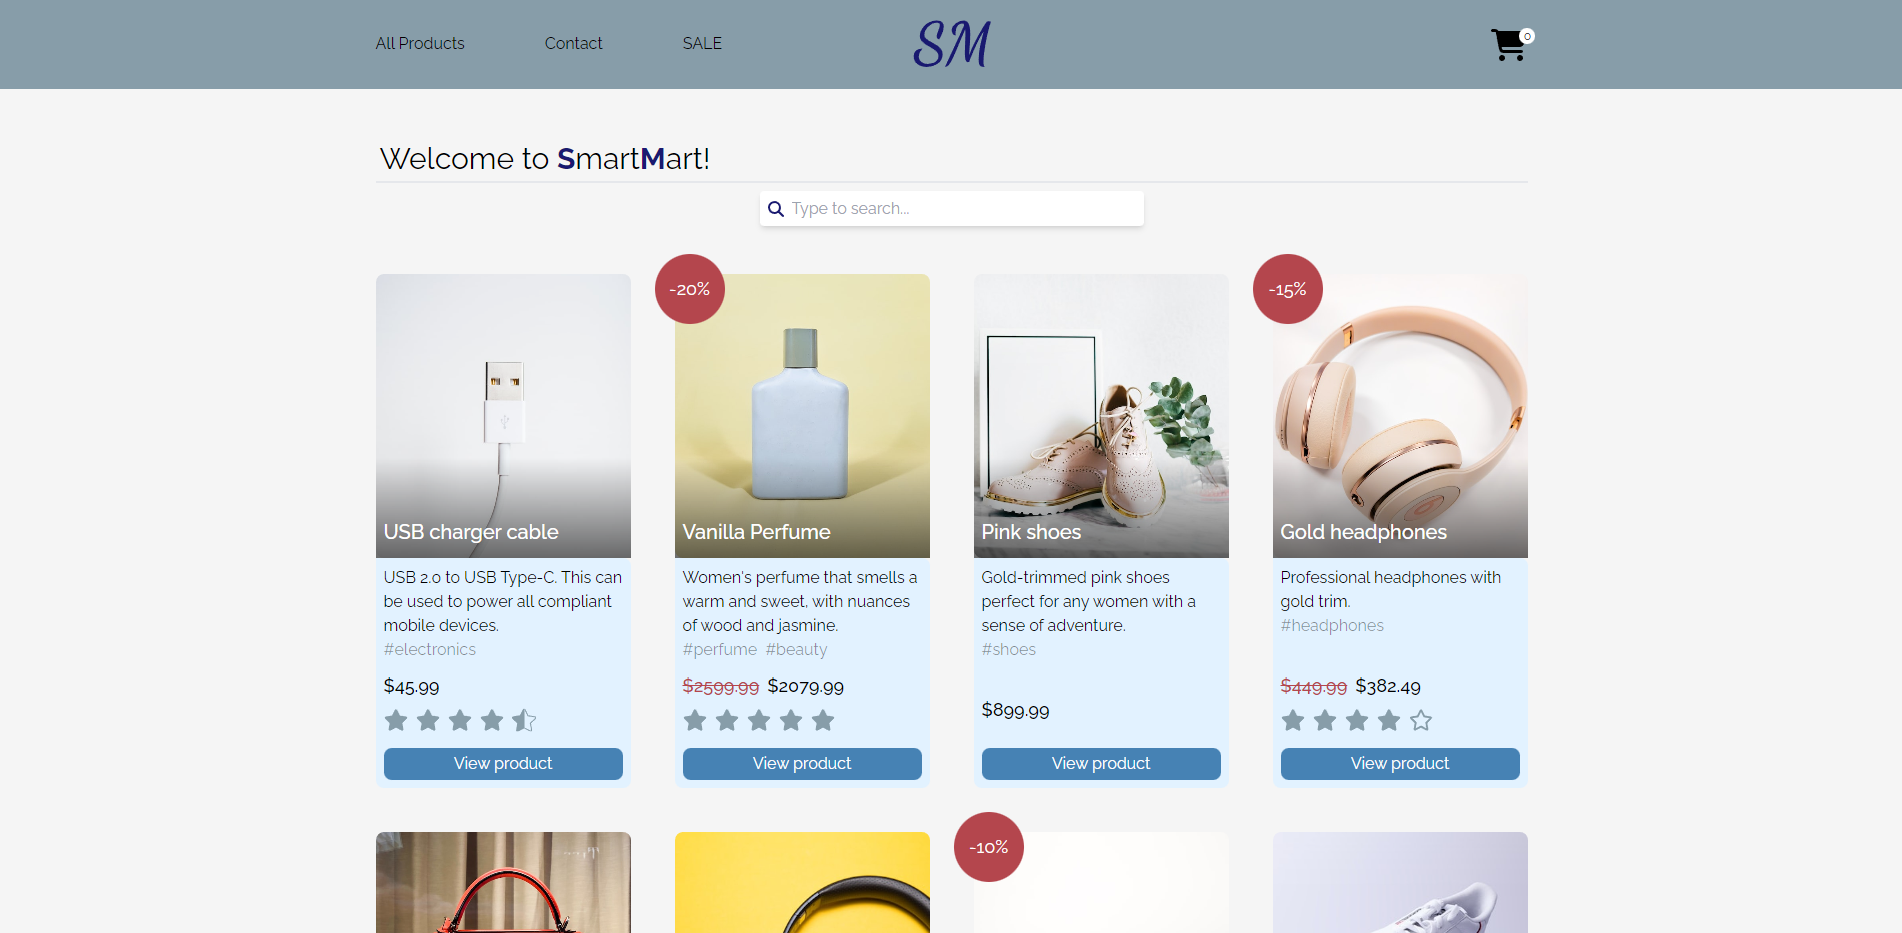 All Products
Contact
SALE
SM
0
Welcome to SmartMart!
Type to search...
-20%
-15%
USB charger cable
Vanilla Perfume
Pink shoes
Gold headphones
USB 2.0 to USB Type-C. This can
be used to power all compliant
mobile devices.
#electronics
$45.99
View product
Women's perfume that smells a
warm and sweet, with nuances
of wood and jasmine.
#perfume #beauty
$2599.99 $2079.99
View product
Gold-trimmed pink shoes
perfect for any women with a
sense of adventure.
#shoes
$899.99
View product
Professional headphones with
gold trim.
#headphones
$449.99 $382.49
View product
-10%